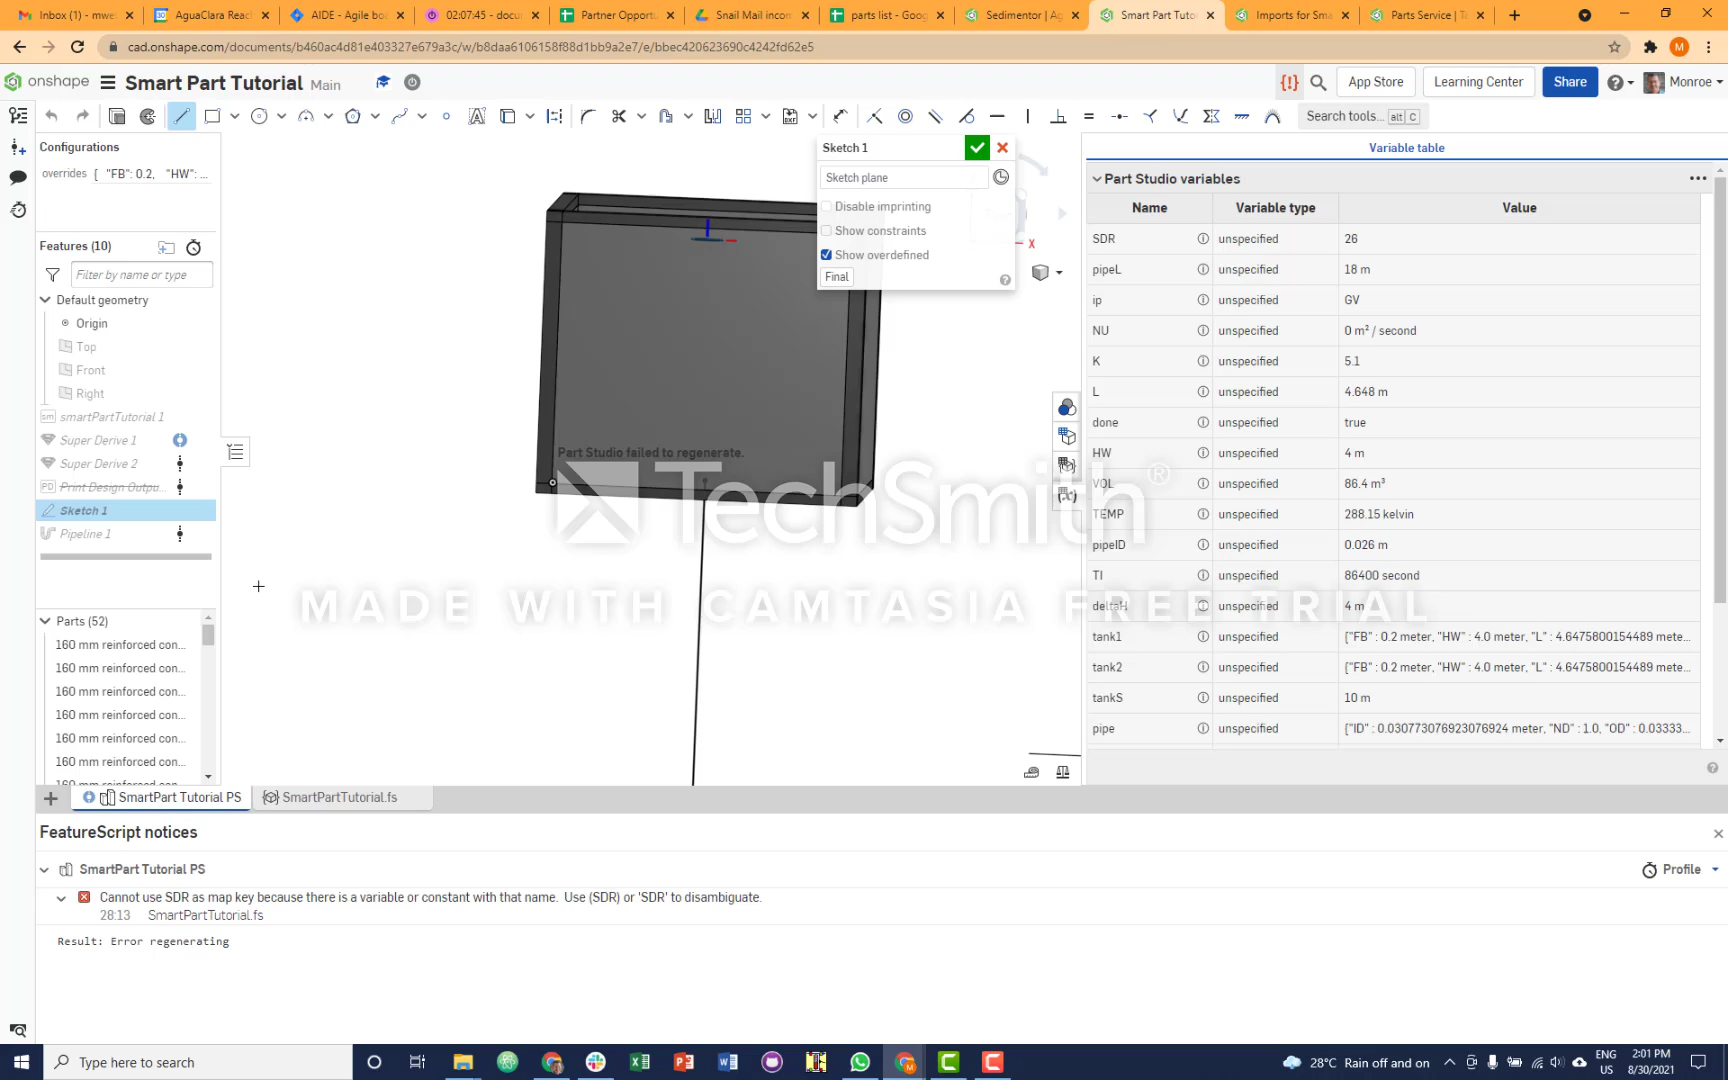 Inbox (1) - mwe
AguaClara Reac
AIDE - Agile boa
02:07:45 - docu
Partner Opportu
Snail Mail incom
parts list - Goog
Sedimentor | Ag
Smart Part Tuto
Imports for Sma
Parts Service | Ta
cad.onshape.com/documents/b460ac4d81e403327e679a3c/w/b8daa6106158f88d1bb9a2e7/e/bbec420623690c4242fd62e5
M
onshape
Smart Part Tutorial
Main
App Store
Learning Center
Share
Monroe
Search tools...
alt C
Configurations
overrides { "FB": 0.2, "HW": ...
Features (10)
Filter by name or type
Default geometry
Origin
Top
Front
Right
smartPartTutorial 1
Super Derive 1
Super Derive 2
Print Design Outpu...
Sketch 1
Pipeline 1
Parts (52)
160 mm reinforced con...
160 mm reinforced con...
160 mm reinforced con...
160 mm reinforced con...
160 mm reinforced con...
160 mm reinforced con...
160 mm reinforced con...
Sketch 1
Sketch plane
Disable imprinting
Show constraints
Show overdefined
Final
X
Part Studio failed to regenerate.
TechSmith®
MADE WITH CAMTASIA FREE TRIAL
Variable table
Part Studio variables
Name Variable type Value
SDR unspecified 26
pipeL unspecified 18 m
ip unspecified GV
NU unspecified 0 m² / second
K unspecified 5.1
L unspecified 4.648 m
done unspecified true
HW unspecified 4 m
VOL unspecified 86.4 m³
TEMP unspecified 288.15 kelvin
pipeID unspecified 0.026 m
TI unspecified 86400 second
deltaH unspecified 4 m
tank1 unspecified {"FB" : 0.2 meter, "HW" : 4.0 meter, "L" : 4.6475800154489 mete...
tank2 unspecified {"FB" : 0.2 meter, "HW" : 4.0 meter, "L" : 4.6475800154489 mete...
tankS unspecified 10 m
pipe unspecified {"ID" : 0.030773076923076924 meter, "ND" : 1.0, "OD" : 0.03333...
SmartPart Tutorial PS
SmartPartTutorial.fs
FeatureScript notices
SmartPart Tutorial PS
Profile
Cannot use SDR as map key because there is a variable or constant with that name. Use (SDR) or 'SDR' to disambiguate.
28:13 SmartPartTutorial.fs
Result: Error regenerating
Type here to search
28°C Rain off and on
ENG
US
2:01 PM
8/30/2021